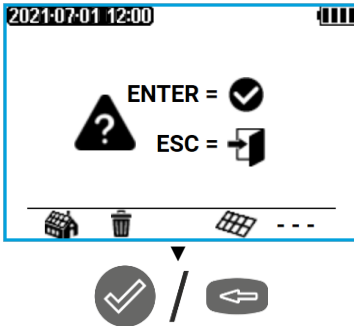 2021·07·01 12:00
ENTER =
?
ESC =
- - -
/